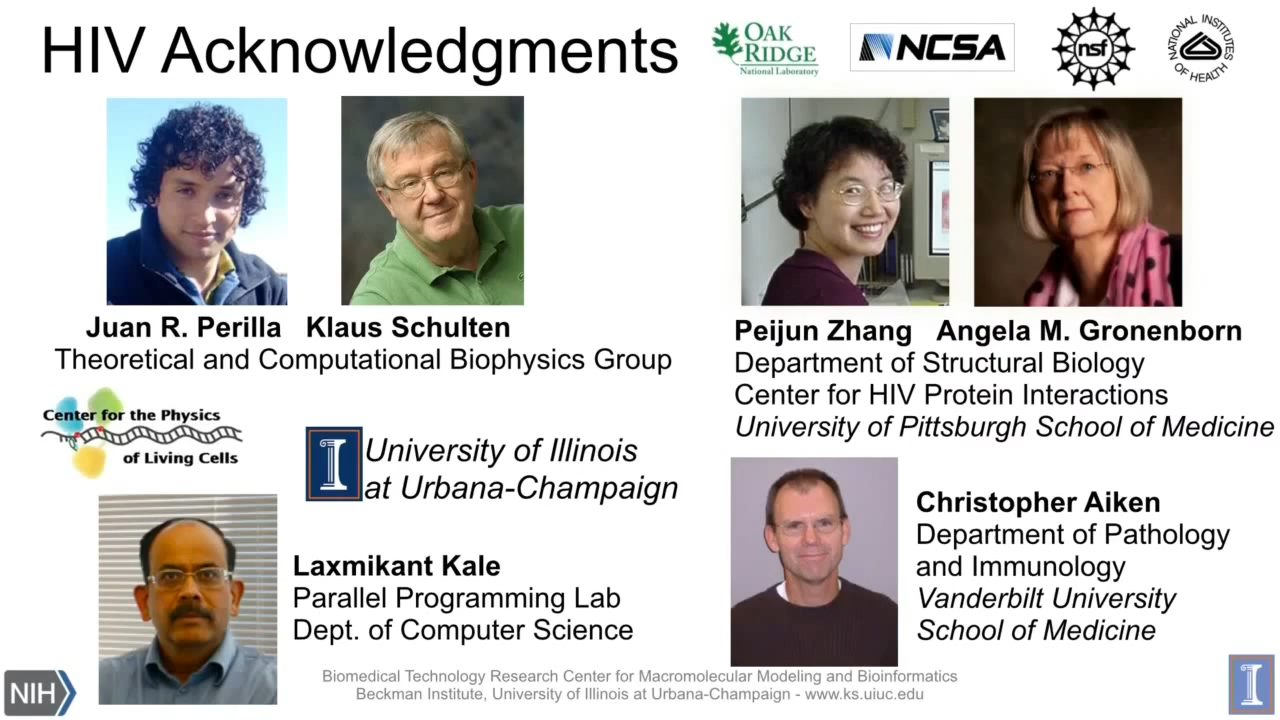 HIV Acknowledgments
OAK
RIDGE
National Laboratory
NCSA
nsf
NATIONAL INSTITUTES
OF HEALTH
Juan R. Perilla Klaus Schulten
Theoretical and Computational Biophysics Group
Peijun Zhang Angela M. Gronenborn
Department of Structural Biology
Center for HIV Protein Interactions
University of Pittsburgh School of Medicine
Center for the Physics
of Living Cells
University of Illinois
at Urbana-Champaign
Laxmikant Kale
Parallel Programming Lab
Dept. of Computer Science
Christopher Aiken
Department of Pathology
and Immunology
Vanderbilt University
School of Medicine
NIH
Biomedical Technology Research Center for Macromolecular Modeling and Bioinformatics
Beckman Institute, University of Illinois at Urbana-Champaign - www.ks.uiuc.edu